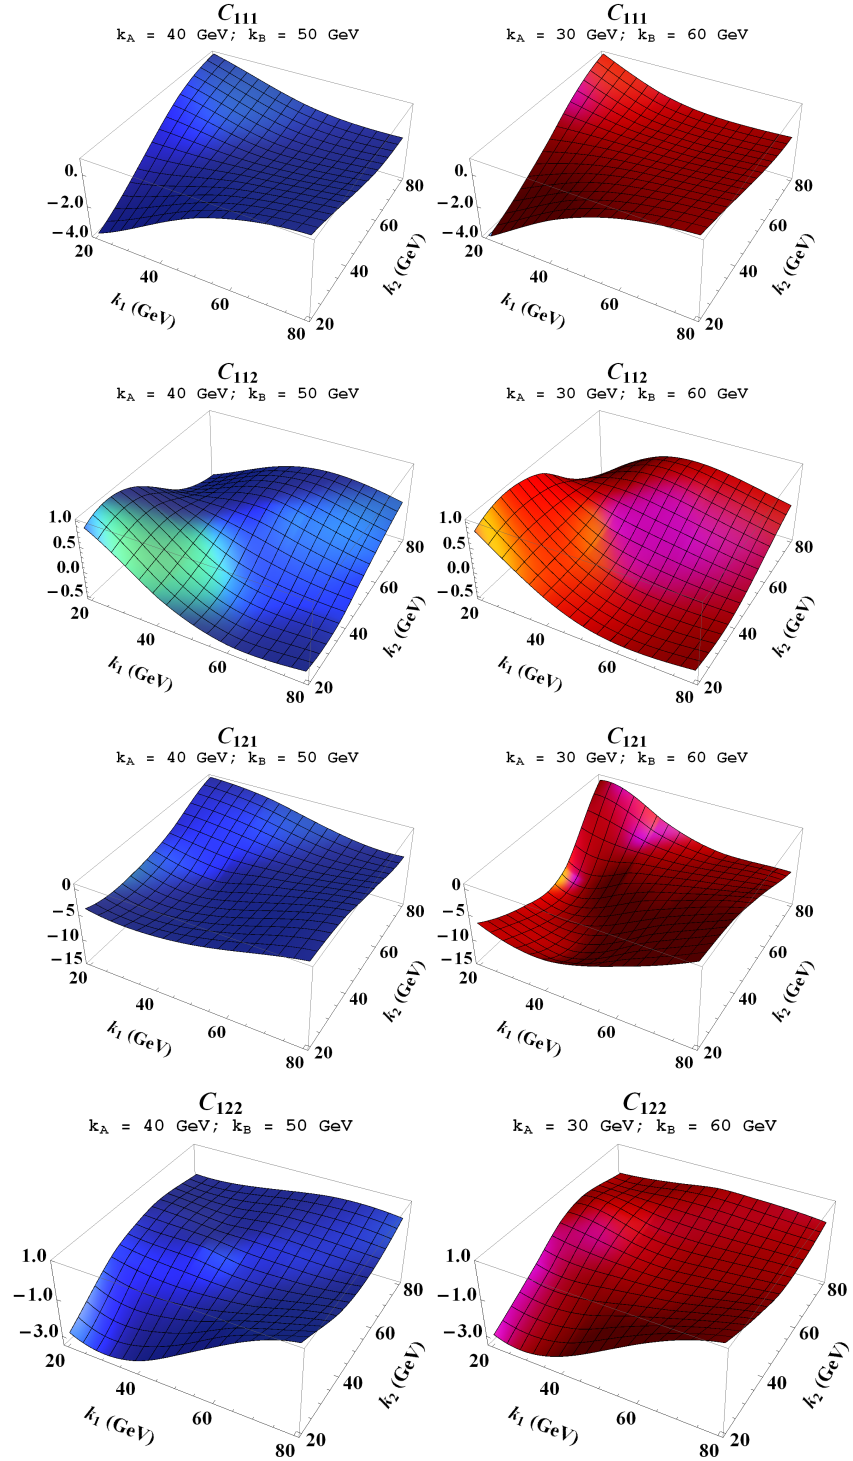 C111
kA = 40 GeV; kB = 50 GeV
0.
−2.0
−4.0
20
40
60
80
k1 (GeV)
20
40
60
80
k2 (GeV)
C111
kA = 30 GeV; kB = 60 GeV
0.
−2.0
−4.0
20
40
60
80
k1 (GeV)
20
40
60
80
k2 (GeV)
C112
kA = 40 GeV; kB = 50 GeV
1.0
0.5
0.0
−0.5
20
40
60
80
k1 (GeV)
20
40
60
80
k2 (GeV)
C112
kA = 30 GeV; kB = 60 GeV
1.0
0.5
0.0
−0.5
20
40
60
80
k1 (GeV)
20
40
60
80
k2 (GeV)
C121
kA = 40 GeV; kB = 50 GeV
0
−5
−10
−15
20
40
60
80
k1 (GeV)
20
40
60
80
k2 (GeV)
C121
kA = 30 GeV; kB = 60 GeV
0
−5
−10
−15
20
40
60
80
k1 (GeV)
20
40
60
80
k2 (GeV)
C122
kA = 40 GeV; kB = 50 GeV
1.0
−1.0
−3.0
20
40
60
80
k1 (GeV)
20
40
60
80
k2 (GeV)
C122
kA = 30 GeV; kB = 60 GeV
1.0
−1.0
−3.0
20
40
60
80
k1 (GeV)
20
40
60
80
k2 (GeV)